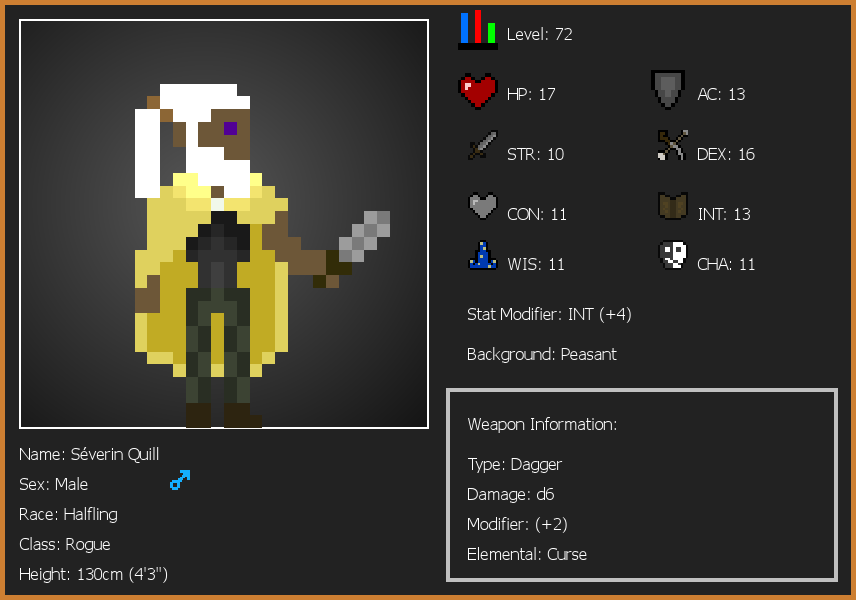 Level: 72
HP: 17
AC: 13
STR: 10
DEX: 16
CON: 11
INT: 13
WIS: 11
CHA: 11
Stat Modifier: INT (+4)
Background: Peasant
Weapon Information:
Type: Dagger
Damage: d6
Modifier: (+2)
Elemental: Curse
Name: Séverin Quill
Sex: Male
Race: Halfling
Class: Rogue
Height: 130cm (4'3")